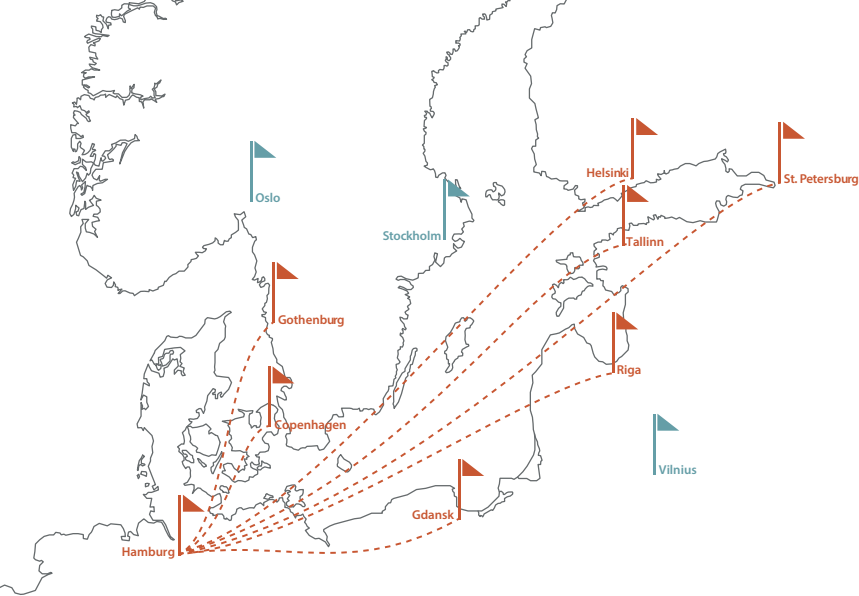 Helsinki
St. Petersburg
Oslo
Stockholm
Tallinn
Gothenburg
Riga
Copenhagen
Vilnius
Gdansk
Hamburg